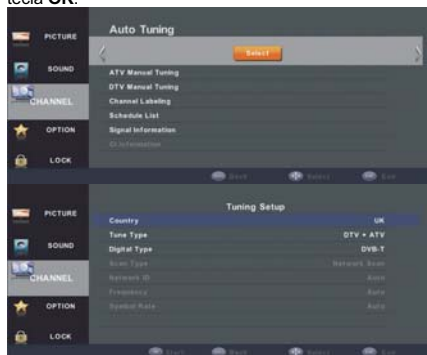 tecla OK.
Auto Tuning
PICTURE
Select
SOUND
ATV Manual Tuning
DTV Manual Tuning
CHANNEL
Channel Labeling
Schedule List
OPTION
Signal Information
CI Information
LOCK
Back Select Exit
Tuning Setup
PICTURE
Country UK
Tune Type DTV + ATV
SOUND
Digital Type DVB-T
Scan Type Network Scan
CHANNEL
Network ID Auto
Frequency Auto
OPTION
Symbol Rate Auto
LOCK
Start Back Select Exit